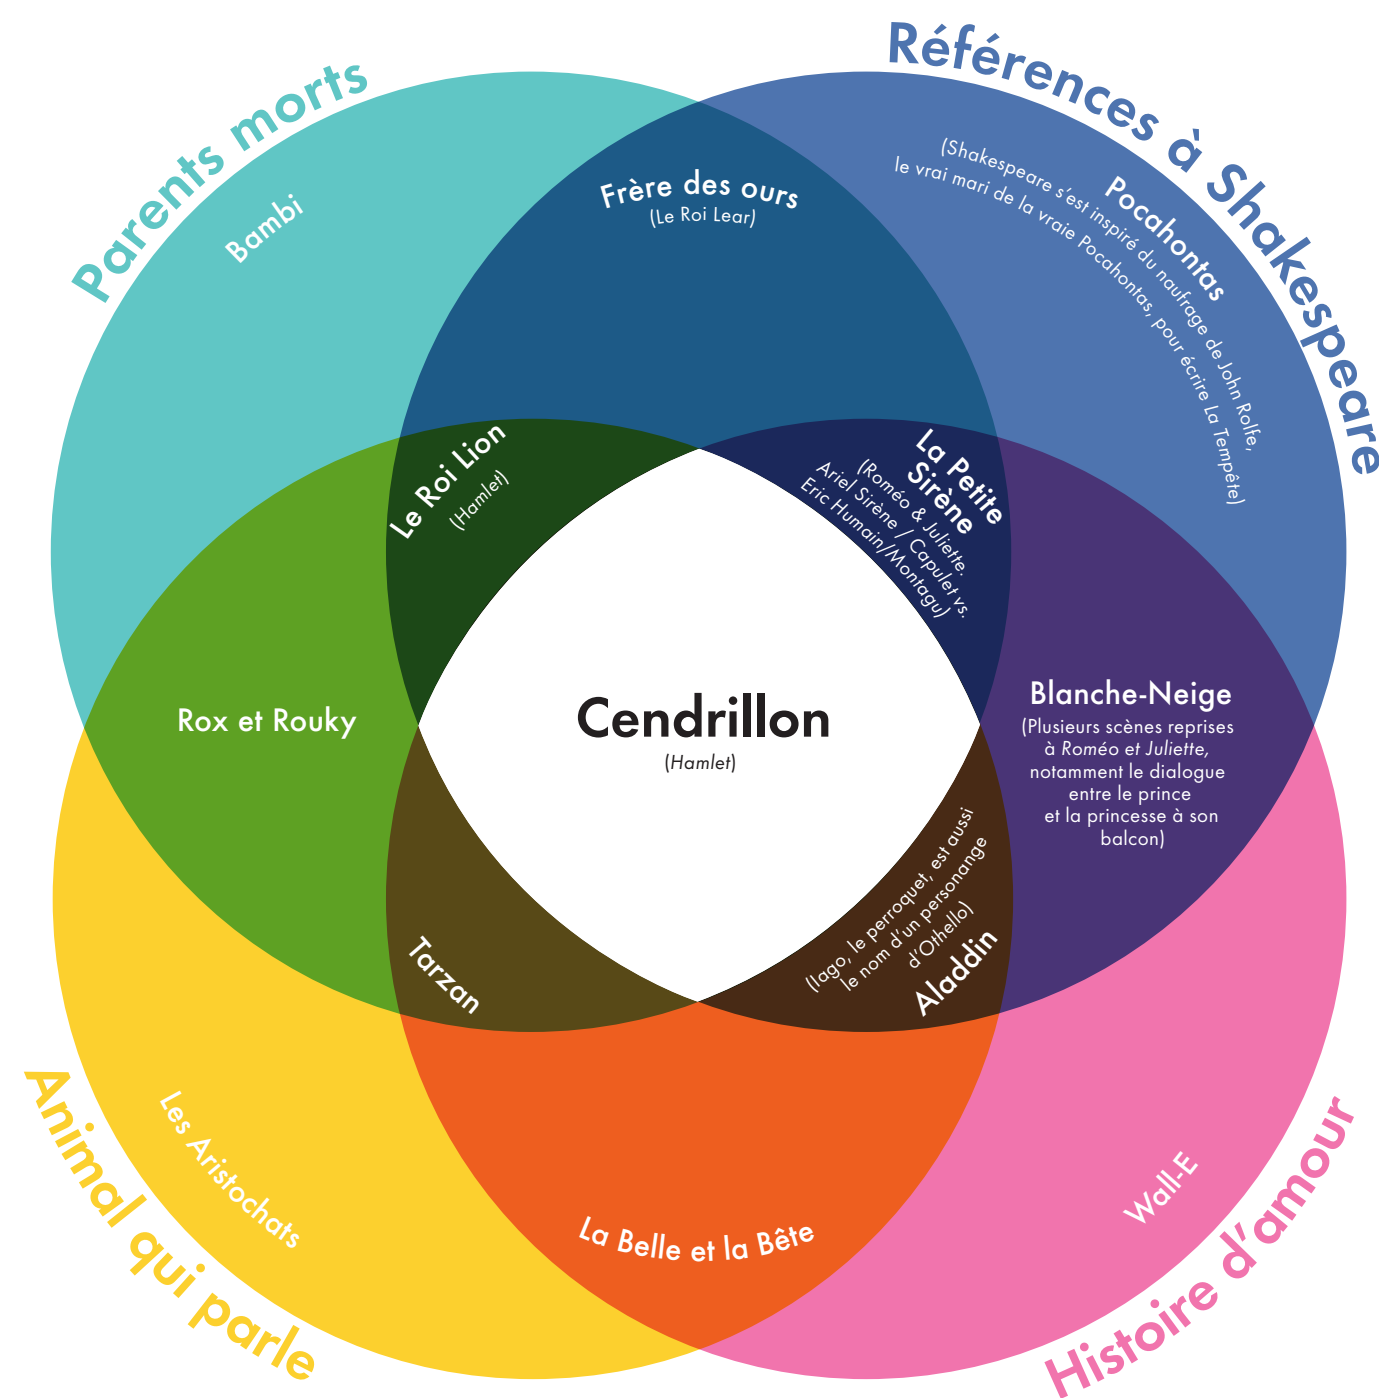 Parents morts
Références à Shakespeare
Bambi
Frère des ours
(Le Roi Lear)
Pocahontas
(Shakespeare s'est inspiré du naufrage de John Rolfe,
le vrai mari de la vraie Pocahontas, pour écrire La Tempête)
Le Roi Lion
(Hamlet)
La Petite
Sirène
(Roméo & Juliette.
Ariel Sirène / Capulet vs.
Eric Humain/Montagu)
Rox et Rouky
Cendrillon
(Hamlet)
Blanche-Neige
(Plusieurs scènes reprises
à Roméo et Juliette,
notamment le dialogue
entre le prince
et la princesse à son
balcon)
Tarzan
(Iago, le perroquet, est aussi
le nom d'un personange
d'Othello)
Aladdin
Les Aristochats
La Belle et la Bête
Wall-E
Animal qui parle
Histoire d'amour